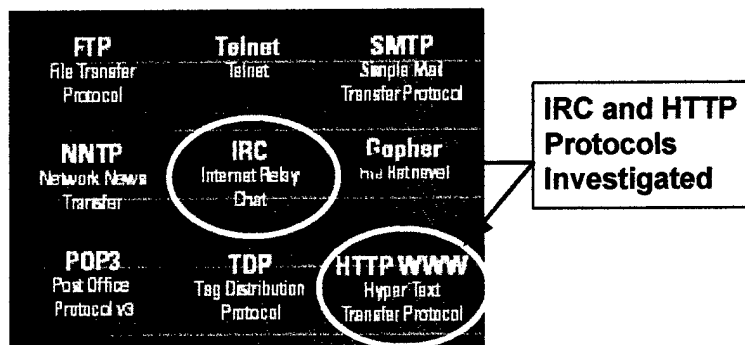 FTP
File Transfer
Protocol
Telnet
Telnet
SMTP
Simple Mail
Transfer Protocol
NNTP
Network News
Transfer
IRC
Internet Relay
Chat
Gopher
File Retrieval
POP3
Post Office
Protocol v3
TDP
Tag Distribution
Protocol
HTTP WWW
Hyper Text
Transfer Protocol
IRC and HTTP
Protocols
Investigated